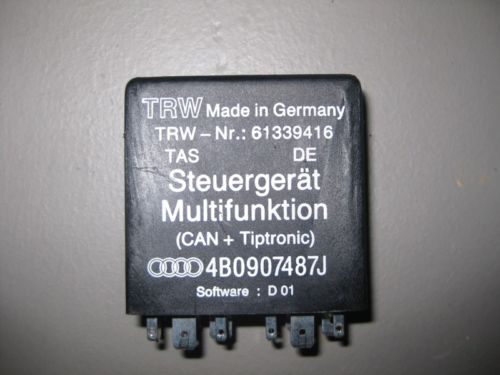 TRW Made in Germany
TRW – Nr.: 61339416
TAS DE
Steuergerät
Multifunktion
(CAN + Tiptronic)
4B0907487J
Software : D 01